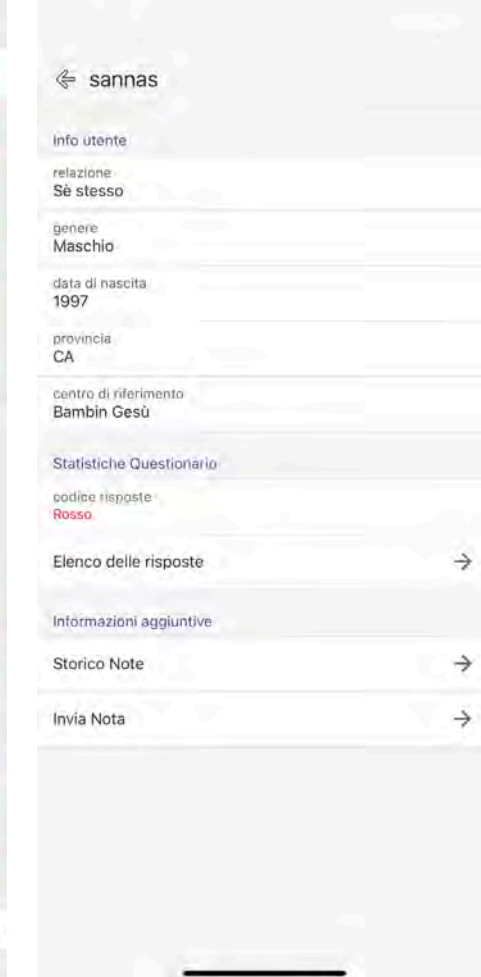 sannas
Info utente
relazione
Sè stesso
genere
Maschio
data di nascita
1997
provincia
CA
centro di riferimento
Bambin Gesù
Statistiche Questionario
codice risposte
Rosso
Elenco delle risposte
Informazioni aggiuntive
Storico Note
Invia Nota